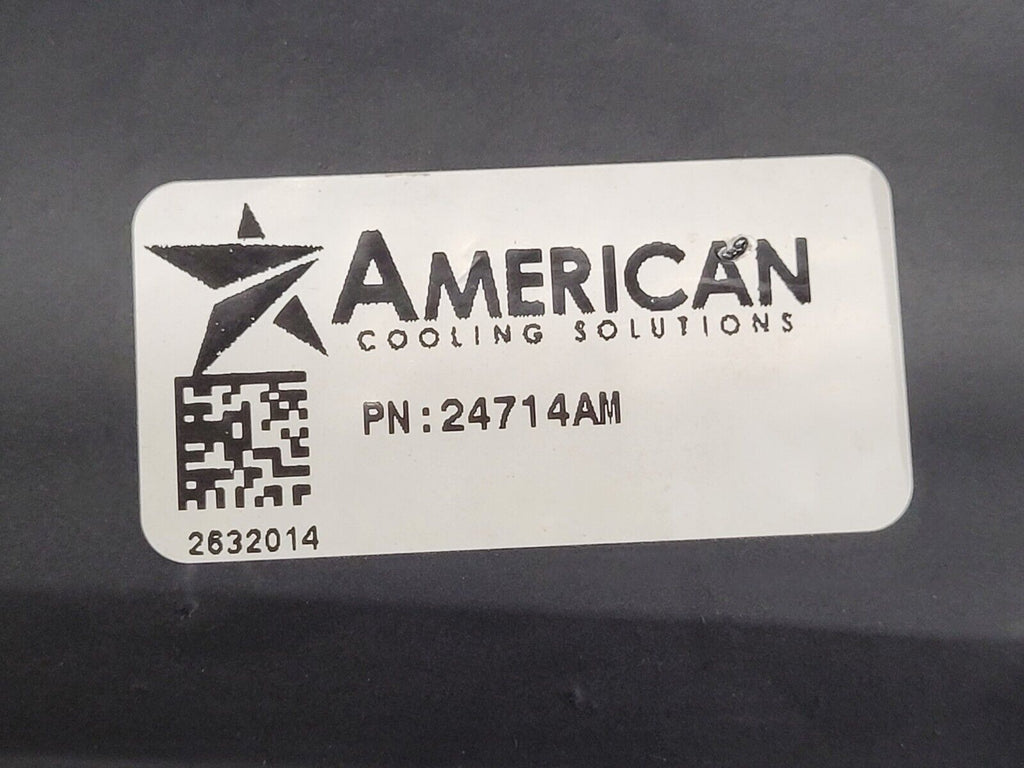 AMERICAN
COOLING SOLUTIONS
PN:24714AM
2632014